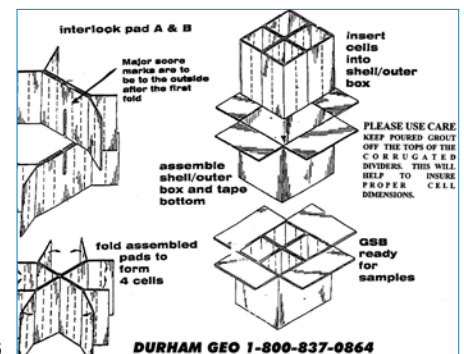 interlock pad A & B
Major score
marks are to
be to the outside
after the first
fold
insert
cells
into
shell/outer
box
PLEASE USE CARE
KEEP POURED GROUT
OFF THE TOPS OF THE
CORRUGATED
DIVIDERS. THIS WILL
HELP TO INSURE
PROPER CELL
DIMENSIONS.
assemble
shell/outer
box and tape
bottom
fold assembled
pads to
form
4 cells
GSB
ready
for
samples
DURHAM GEO 1-800-837-0864